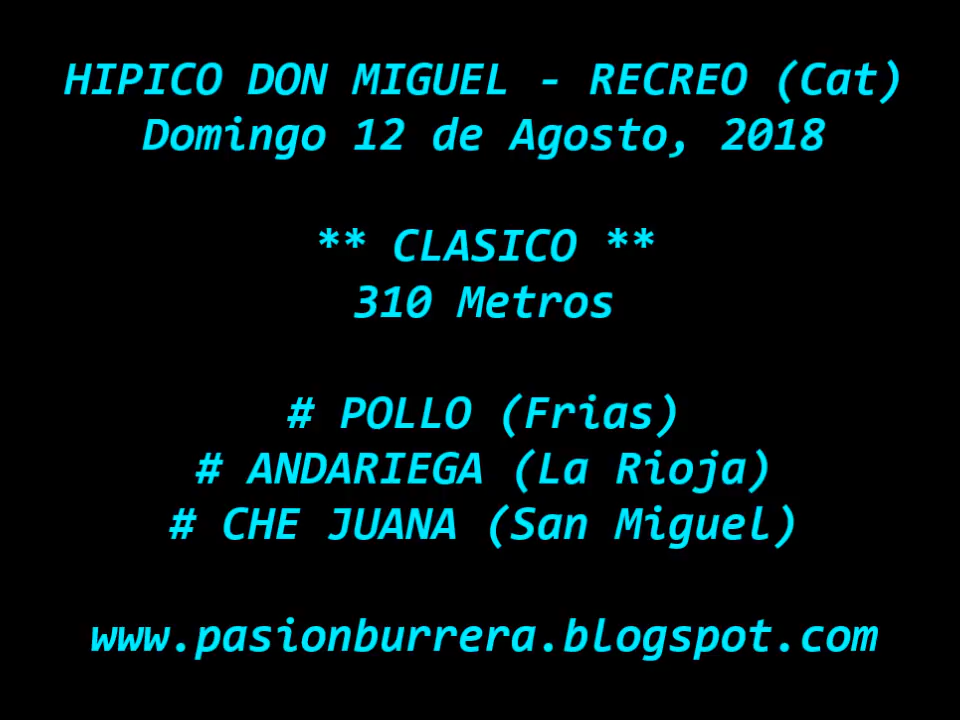 HIPICO DON MIGUEL - RECREO (Cat)
Domingo 12 de Agosto, 2018
** CLASICO **
310 Metros
# POLLO (Frias)
# ANDARIEGA (La Rioja)
# CHE JUANA (San Miguel)
www.pasionburrera.blogspot.com